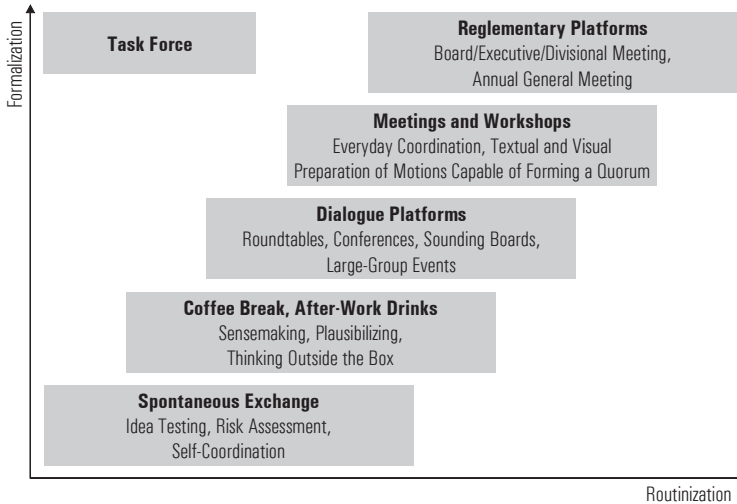 Formalization
Task Force
Reglementary Platforms
Board/Executive/Divisional Meeting,
Annual General Meeting
Meetings and Workshops
Everyday Coordination, Textual and Visual
Preparation of Motions Capable of Forming a Quorum
Dialogue Platforms
Roundtables, Conferences, Sounding Boards,
Large-Group Events
Coffee Break, After-Work Drinks
Sensemaking, Plausibilizing,
Thinking Outside the Box
Spontaneous Exchange
Idea Testing, Risk Assessment,
Self-Coordination
Routinization